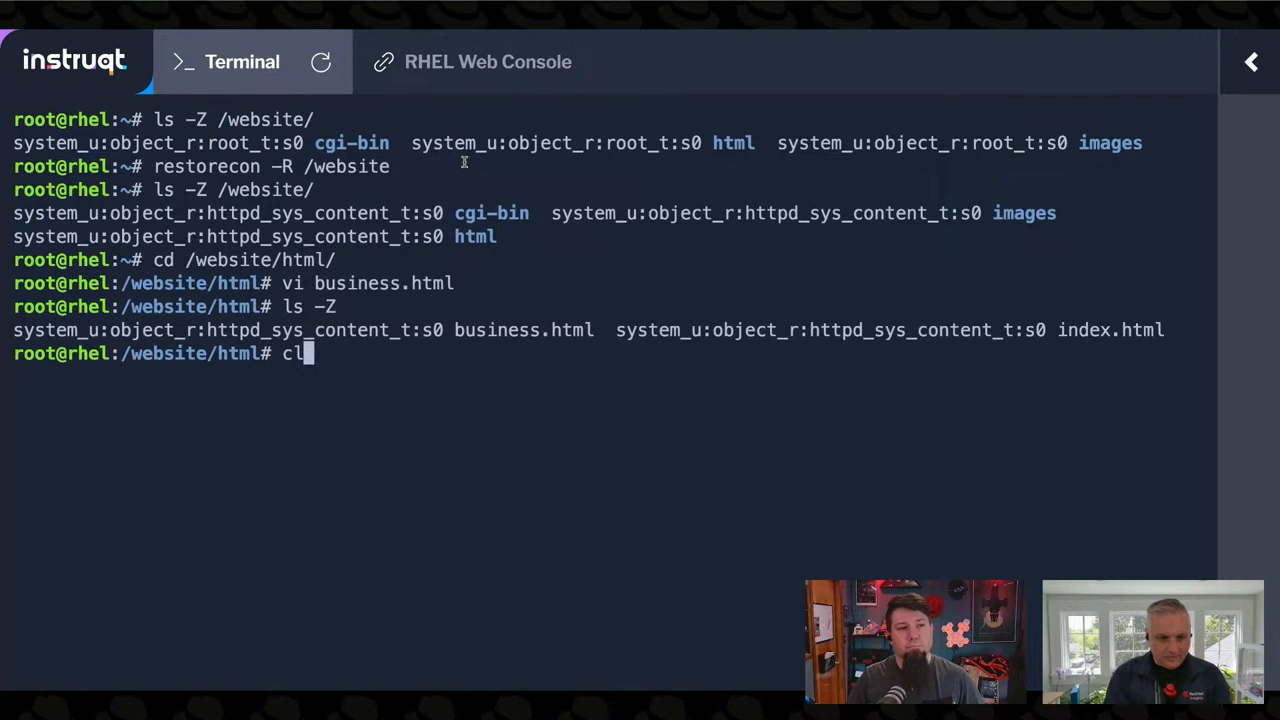 instruqt
>_ Terminal
RHEL Web Console
root@rhel:~# ls -Z /website/
system_u:object_r:root_t:s0 cgi-bin  system_u:object_r:root_t:s0 html  system_u:object_r:root_t:s0 images
root@rhel:~# restorecon -R /website
root@rhel:~# ls -Z /website/
system_u:object_r:httpd_sys_content_t:s0 cgi-bin  system_u:object_r:httpd_sys_content_t:s0 images
system_u:object_r:httpd_sys_content_t:s0 html
root@rhel:~# cd /website/html/
root@rhel:/website/html# vi business.html
root@rhel:/website/html# ls -Z
system_u:object_r:httpd_sys_content_t:s0 business.html  system_u:object_r:httpd_sys_content_t:s0 index.html
root@rhel:/website/html# cl